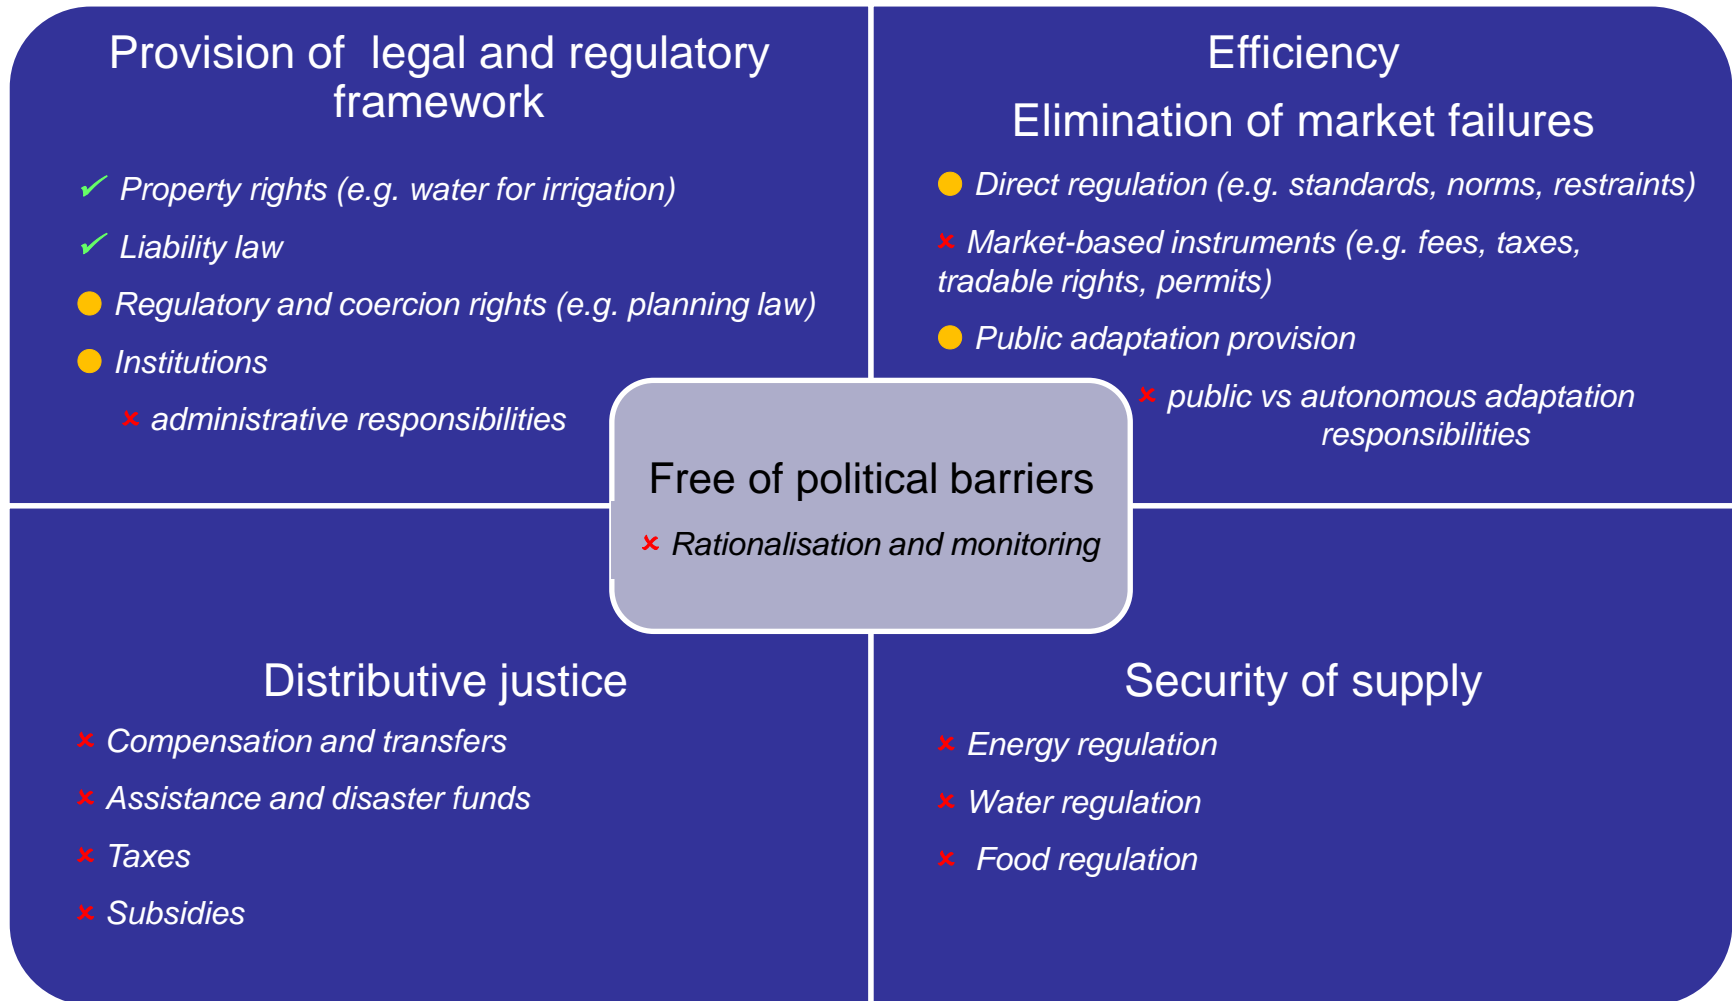 Provision of  legal and regulatory
framework
✓ Property rights (e.g. water for irrigation)
✓ Liability law
● Regulatory and coercion rights (e.g. planning law)
● Institutions
✘ administrative responsibilities
Efficiency
Elimination of market failures
● Direct regulation (e.g. standards, norms, restraints)
✘ Market-based instruments (e.g. fees, taxes,
tradable rights, permits)
● Public adaptation provision
✘ public vs autonomous adaptation
responsibilities
Free of political barriers
✘ Rationalisation and monitoring
Distributive justice
✘ Compensation and transfers
✘ Assistance and disaster funds
✘ Taxes
✘ Subsidies
Security of supply
✘ Energy regulation
✘ Water regulation
✘ Food regulation